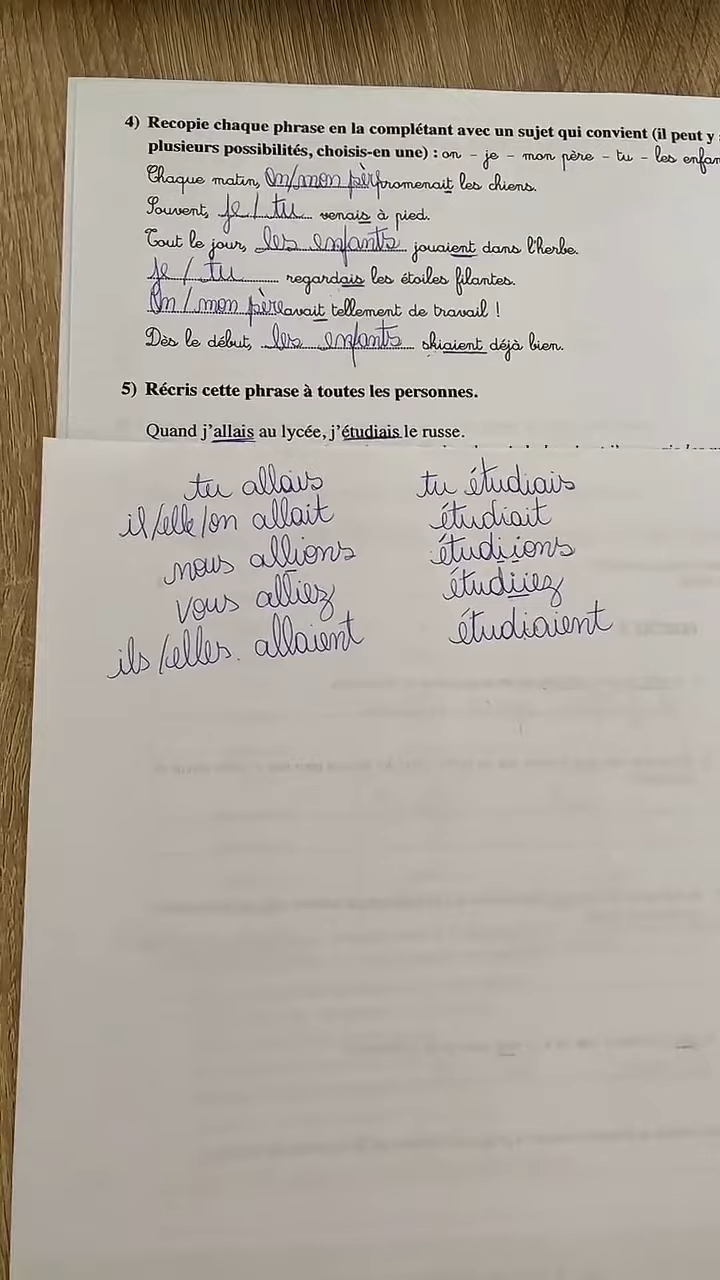 4) Recopie chaque phrase en la complétant avec un sujet qui convient (il peut y
plusieurs possibilités, choisis-en une) : on - je - mon père - tu - les enfan
Chaque matin, On/mon père promenait les chiens.
Souvent, je / tu venais à pied.
Tout le jour, les enfants jouaient dans l'herbe.
Je / Tu regardais les étoiles filantes.
On / mon père avait tellement de travail !
Dès le début, les enfants skiaient déjà bien.
5) Récris cette phrase à toutes les personnes.
Quand j'allais au lycée, j'étudiais le russe.
tu allais tu étudiais
il/elle/on allait étudiait
nous allions étudiions
vous alliez étudiiez
ils/elles. allaient étudiaient